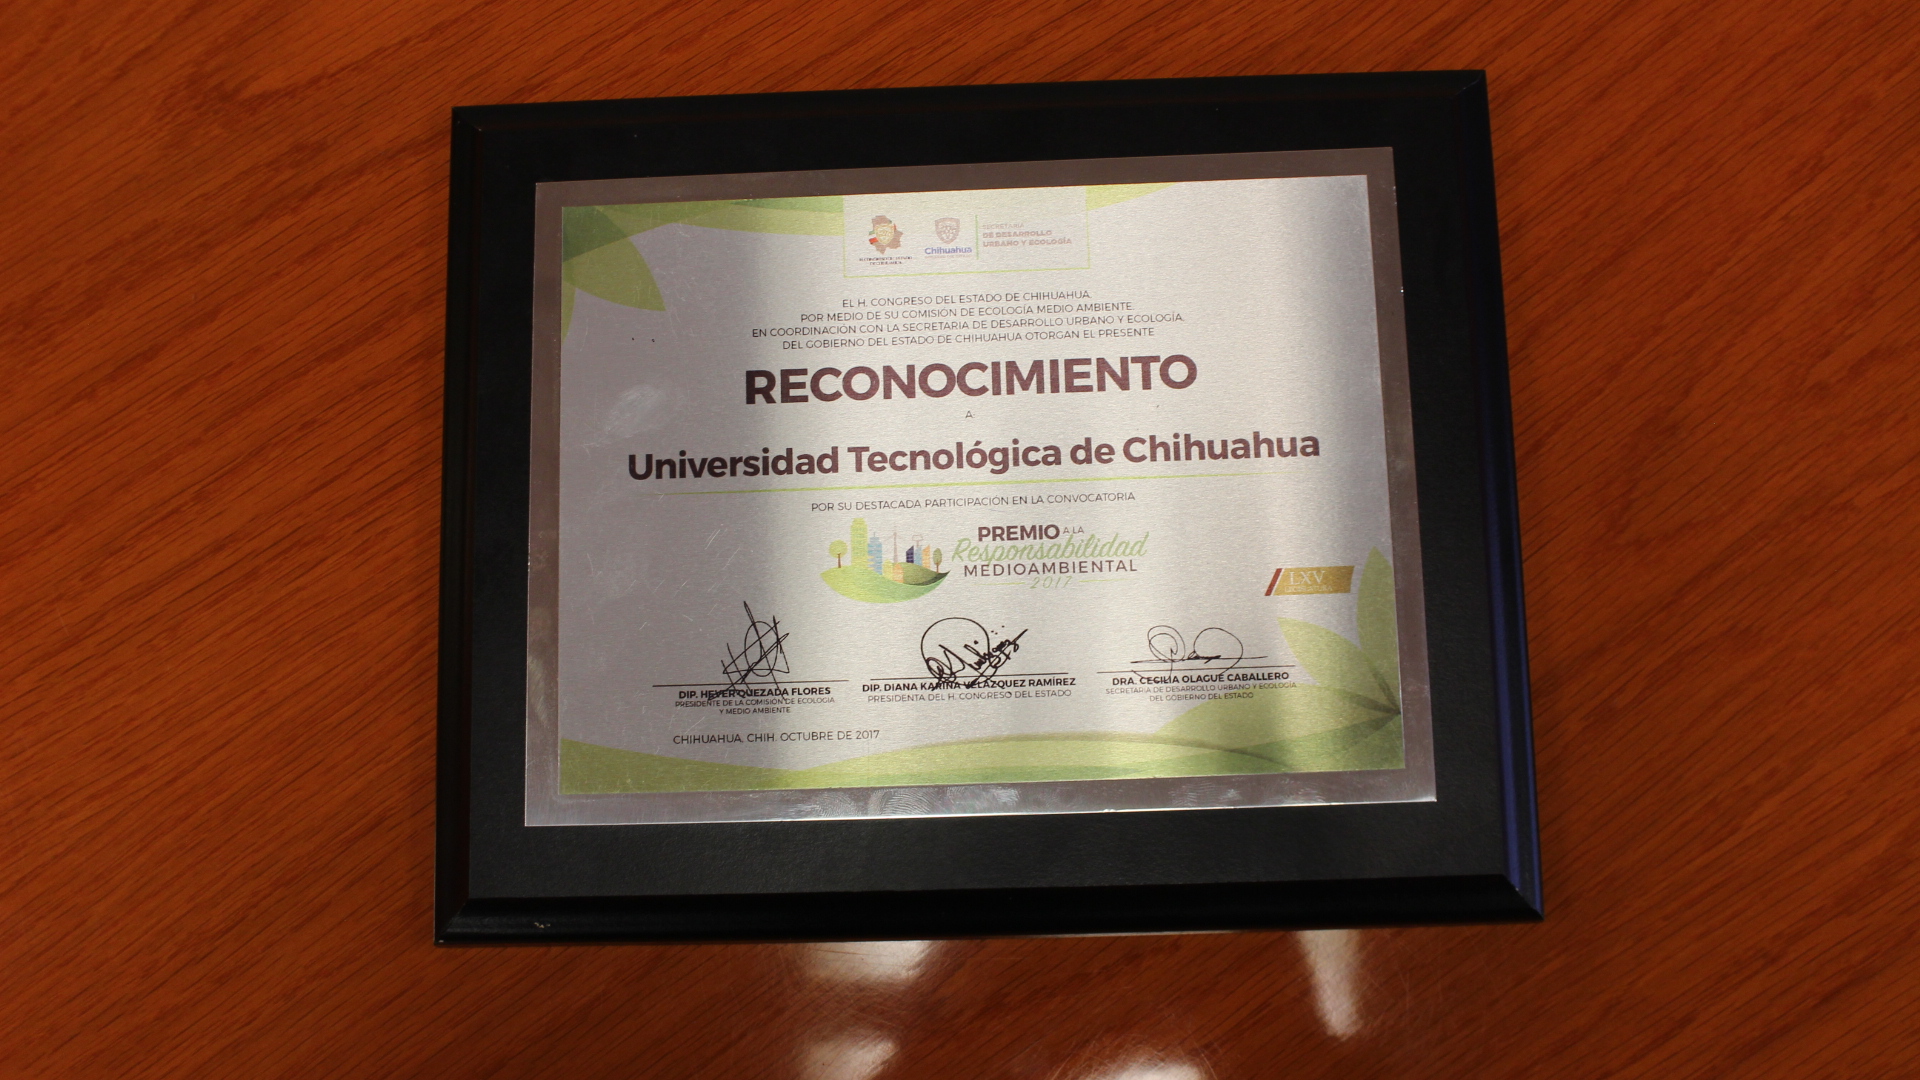 Chihuahua
SECRETARÍA
DE DESARROLLO
URBANO Y ECOLOGÍA
EL H. CONGRESO DEL ESTADO DE CHIHUAHUA,
POR MEDIO DE SU COMISIÓN DE ECOLOGÍA MEDIO AMBIENTE
EN COORDINACIÓN CON LA SECRETARIA DE DESARROLLO URBANO Y ECOLOGÍA,
DEL GOBIERNO DEL ESTADO DE CHIHUAHUA OTORGAN EL PRESENTE
RECONOCIMIENTO
A:
Universidad Tecnológica de Chihuahua
POR SU DESTACADA PARTICIPACIÓN EN LA CONVOCATORIA
PREMIO A LA
Responsabilidad
MEDIOAMBIENTAL
2017
LXV
DIP. HEVER QUEZADA FLORES
PRESIDENTE DE LA COMISIÓN DE ECOLOGÍA
Y MEDIO AMBIENTE
DIP. DIANA KARINA VELÁZQUEZ RAMÍREZ
PRESIDENTA DEL H. CONGRESO DEL ESTADO
DRA. CECILIA OLAGUE CABALLERO
SECRETARIA DE DESARROLLO URBANO Y ECOLOGÍA
DEL GOBIERNO DEL ESTADO
CHIHUAHUA, CHIH. OCTUBRE DE 2017